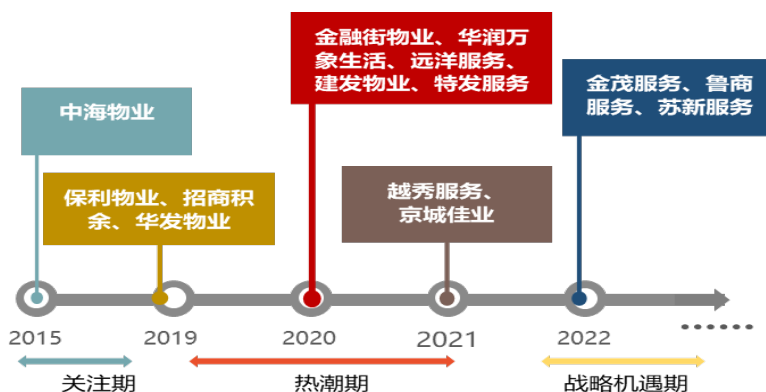 中海物业
保利物业、招商积
余、华发物业
金融街物业、华润万
象生活、远洋服务、
建发物业、特发服务
越秀服务、
京城佳业
金茂服务、鲁商
服务、苏新服务
2015
2019
2020
2021
2022
关注期
热潮期
战略机遇期